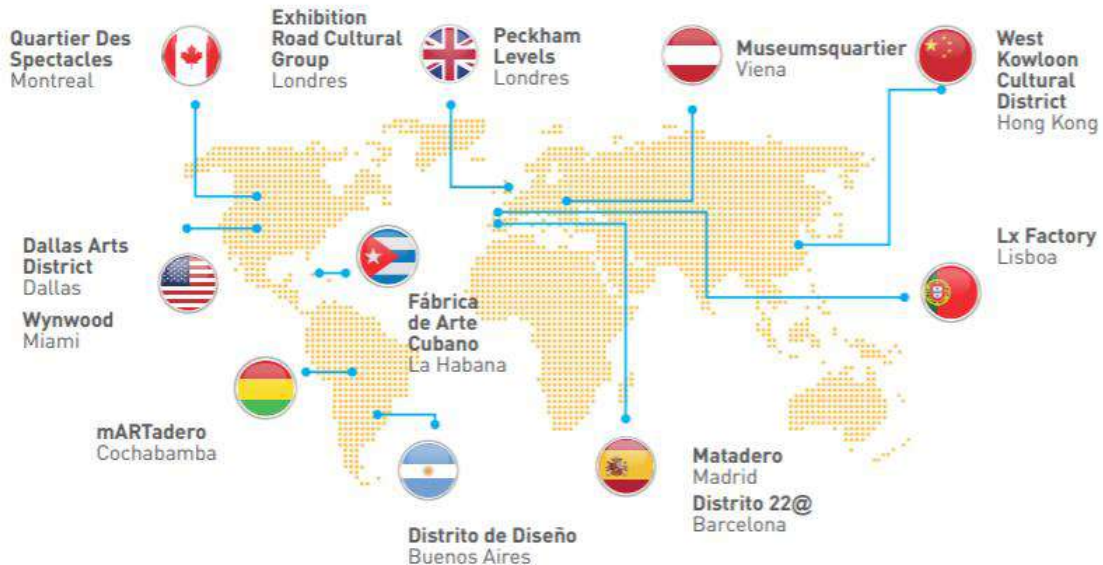 Quartier Des
Spectacles
Montreal
Exhibition
Road Cultural
Group
Londres
Peckham
Levels
Londres
Museumsquartier
Viena
West
Kowloon
Cultural
District
Hong Kong
Dallas Arts
District
Dallas
Wynwood
Miami
Fábrica
de Arte
Cubano
La Habana
Lx Factory
Lisboa
mARTadero
Cochabamba
Distrito de Diseño
Buenos Aires
Matadero
Madrid
Distrito 22@
Barcelona